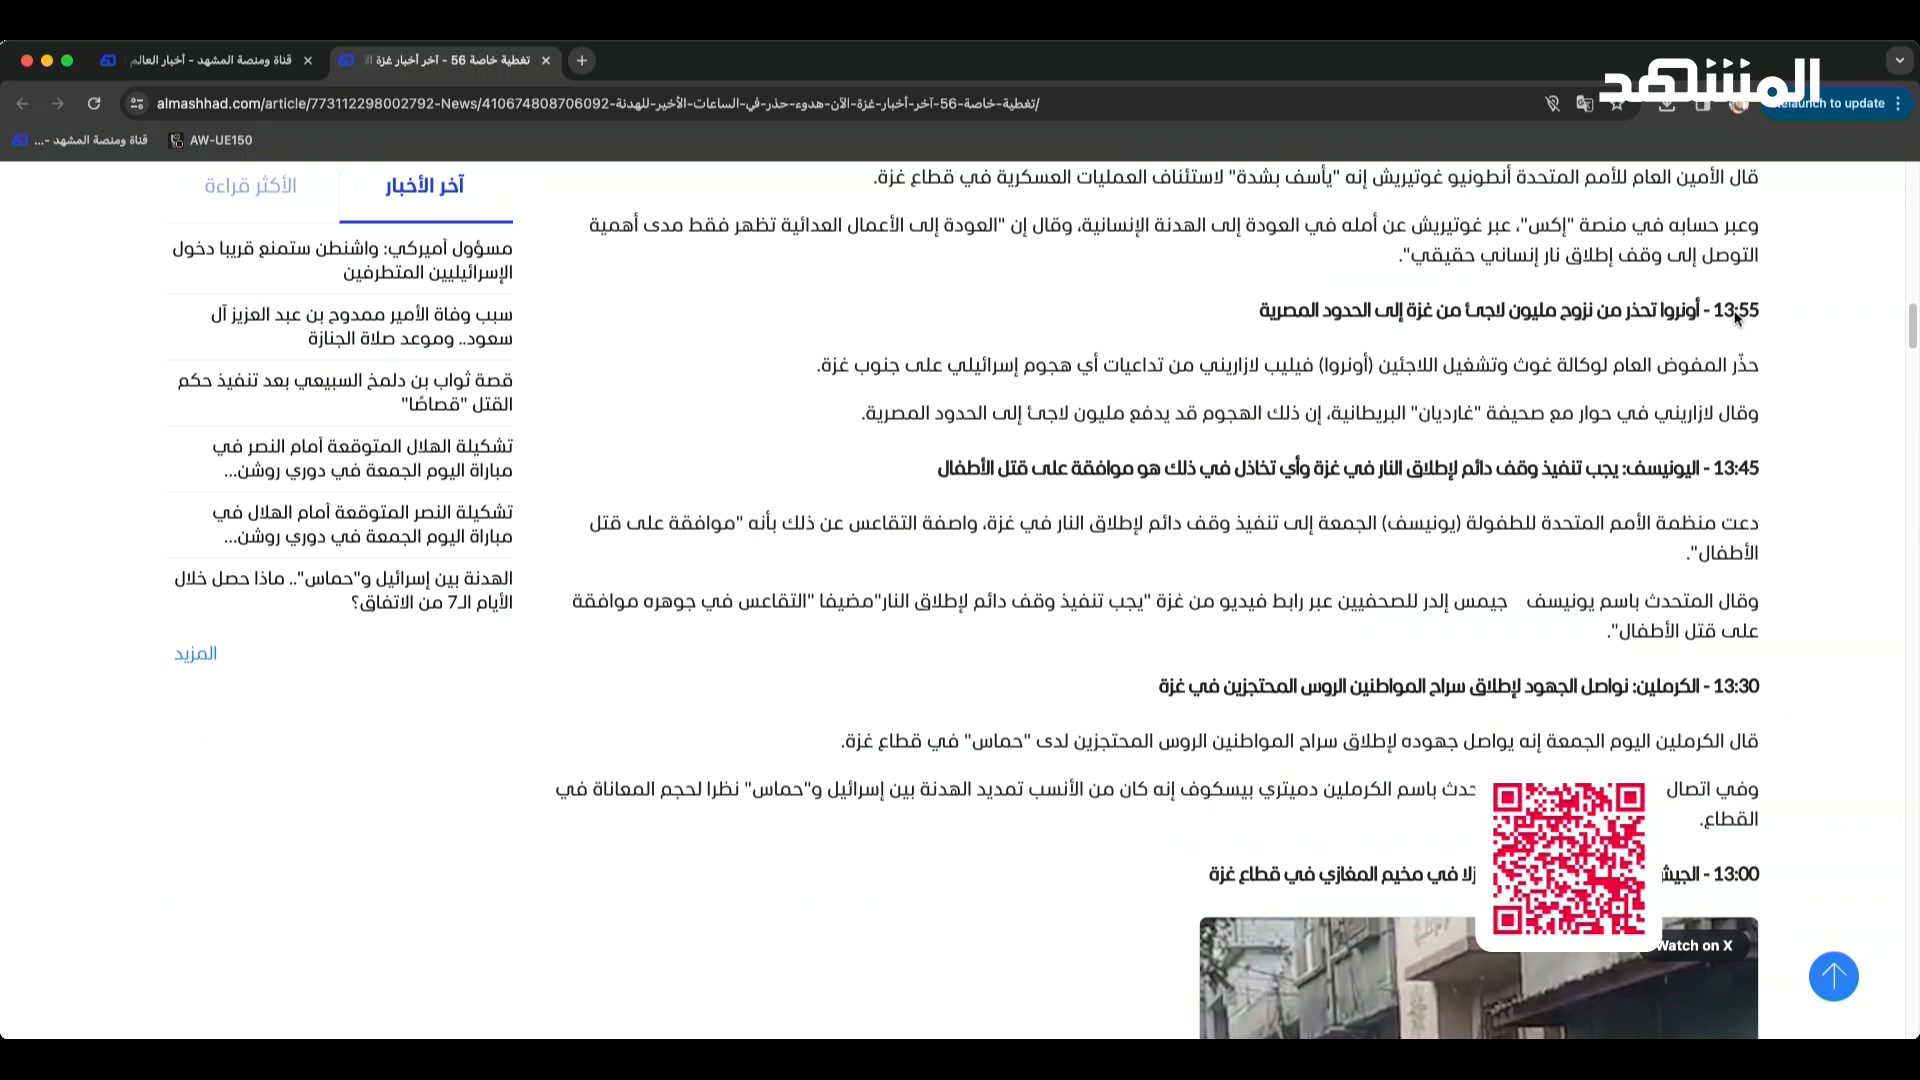 المشهد
قناة ومنصة المشهد - أخبار العالم
تغطية خاصة 56 - آخر أخبار غزة
almashhad.com/article/773112298002792-News/410674808706092-تغطية-خاصة-56-آخر-أخبار-غزة-الآن-هدوء-حذر-في-الساعات-الأخير-للهدنة/
Relaunch to update
قناة ومنصة المشهد -...
AW-UE150
قال الأمين العام للأمم المتحدة أنطونيو غوتيريش إنه "يأسف بشدة" لاستئناف العمليات العسكرية في قطاع غزة.
وعبر حسابه في منصة "إكس"، عبر غوتيريش عن أمله في العودة إلى الهدنة الإنسانية، وقال إن "العودة إلى الأعمال العدائية تظهر فقط مدى أهمية
التوصل إلى وقف إطلاق نار إنساني حقيقي".
13:55 - أونروا تحذر من نزوح مليون لاجئ من غزة إلى الحدود المصرية
حذّر المفوض العام لوكالة غوث وتشغيل اللاجئين (أونروا) فيليب لازاريني من تداعيات أي هجوم إسرائيلي على جنوب غزة.
وقال لازاريني في حوار مع صحيفة "غارديان" البريطانية، إن ذلك الهجوم قد يدفع مليون لاجئ إلى الحدود المصرية.
13:45 - اليونيسف: يجب تنفيذ وقف دائم لإطلاق النار في غزة وأي تخاذل في ذلك هو موافقة على قتل الأطفال
دعت منظمة الأمم المتحدة للطفولة (يونيسف) الجمعة إلى تنفيذ وقف دائم لإطلاق النار في غزة، واصفة التقاعس عن ذلك بأنه "موافقة على قتل
الأطفال".
وقال المتحدث باسم يونيسف جيمس إلدر للصحفيين عبر رابط فيديو من غزة "يجب تنفيذ وقف دائم لإطلاق النار"مضيفا "التقاعس في جوهره موافقة
على قتل الأطفال".
13:30 - الكرملين: نواصل الجهود لإطلاق سراح المواطنين الروس المحتجزين في غزة
قال الكرملين اليوم الجمعة إنه يواصل جهوده لإطلاق سراح المواطنين الروس المحتجزين لدى "حماس" في قطاع غزة.
وفي اتصال حدث باسم الكرملين دميتري بيسكوف إنه كان من الأنسب تمديد الهدنة بين إسرائيل و"حماس" نظرا لحجم المعاناة في
القطاع.
13:00 - الجيش زلا في مخيم المغازي في قطاع غزة
Watch on X
آخر الأخبار
الأكثر قراءة
مسؤول أميركي: واشنطن ستمنع قريبا دخول
الإسرائيليين المتطرفين
سبب وفاة الأمير ممدوح بن عبد العزيز آل
سعود.. وموعد صلاة الجنازة
قصة ثواب بن دلمخ السبيعي بعد تنفيذ حكم
القتل "قصاصًا"
تشكيلة الهلال المتوقعة أمام النصر في
مباراة اليوم الجمعة في دوري روشن...
تشكيلة النصر المتوقعة أمام الهلال في
مباراة اليوم الجمعة في دوري روشن...
الهدنة بين إسرائيل و"حماس".. ماذا حصل خلال
الأيام الـ7 من الاتفاق؟
المزيد